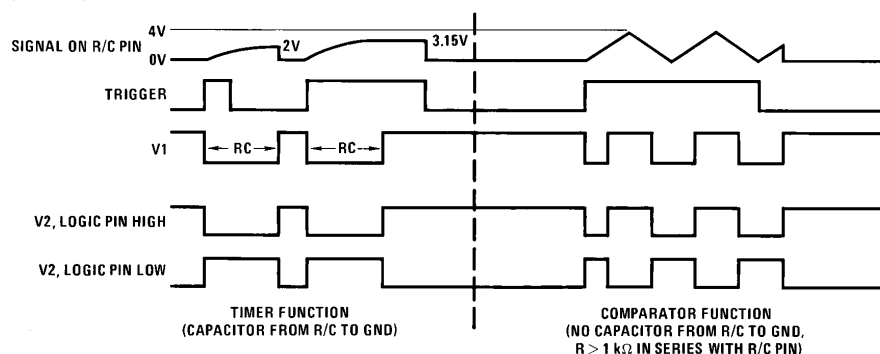 4V
SIGNAL ON R/C PIN
2V
3.15V
0V
TRIGGER
V1
RC
RC
V2, LOGIC PIN HIGH
V2, LOGIC PIN LOW
TIMER FUNCTION
(CAPACITOR FROM R/C TO GND)
COMPARATOR FUNCTION
(NO CAPACITOR FROM R/C TO GND,
R > 1 kΩ IN SERIES WITH R/C PIN)